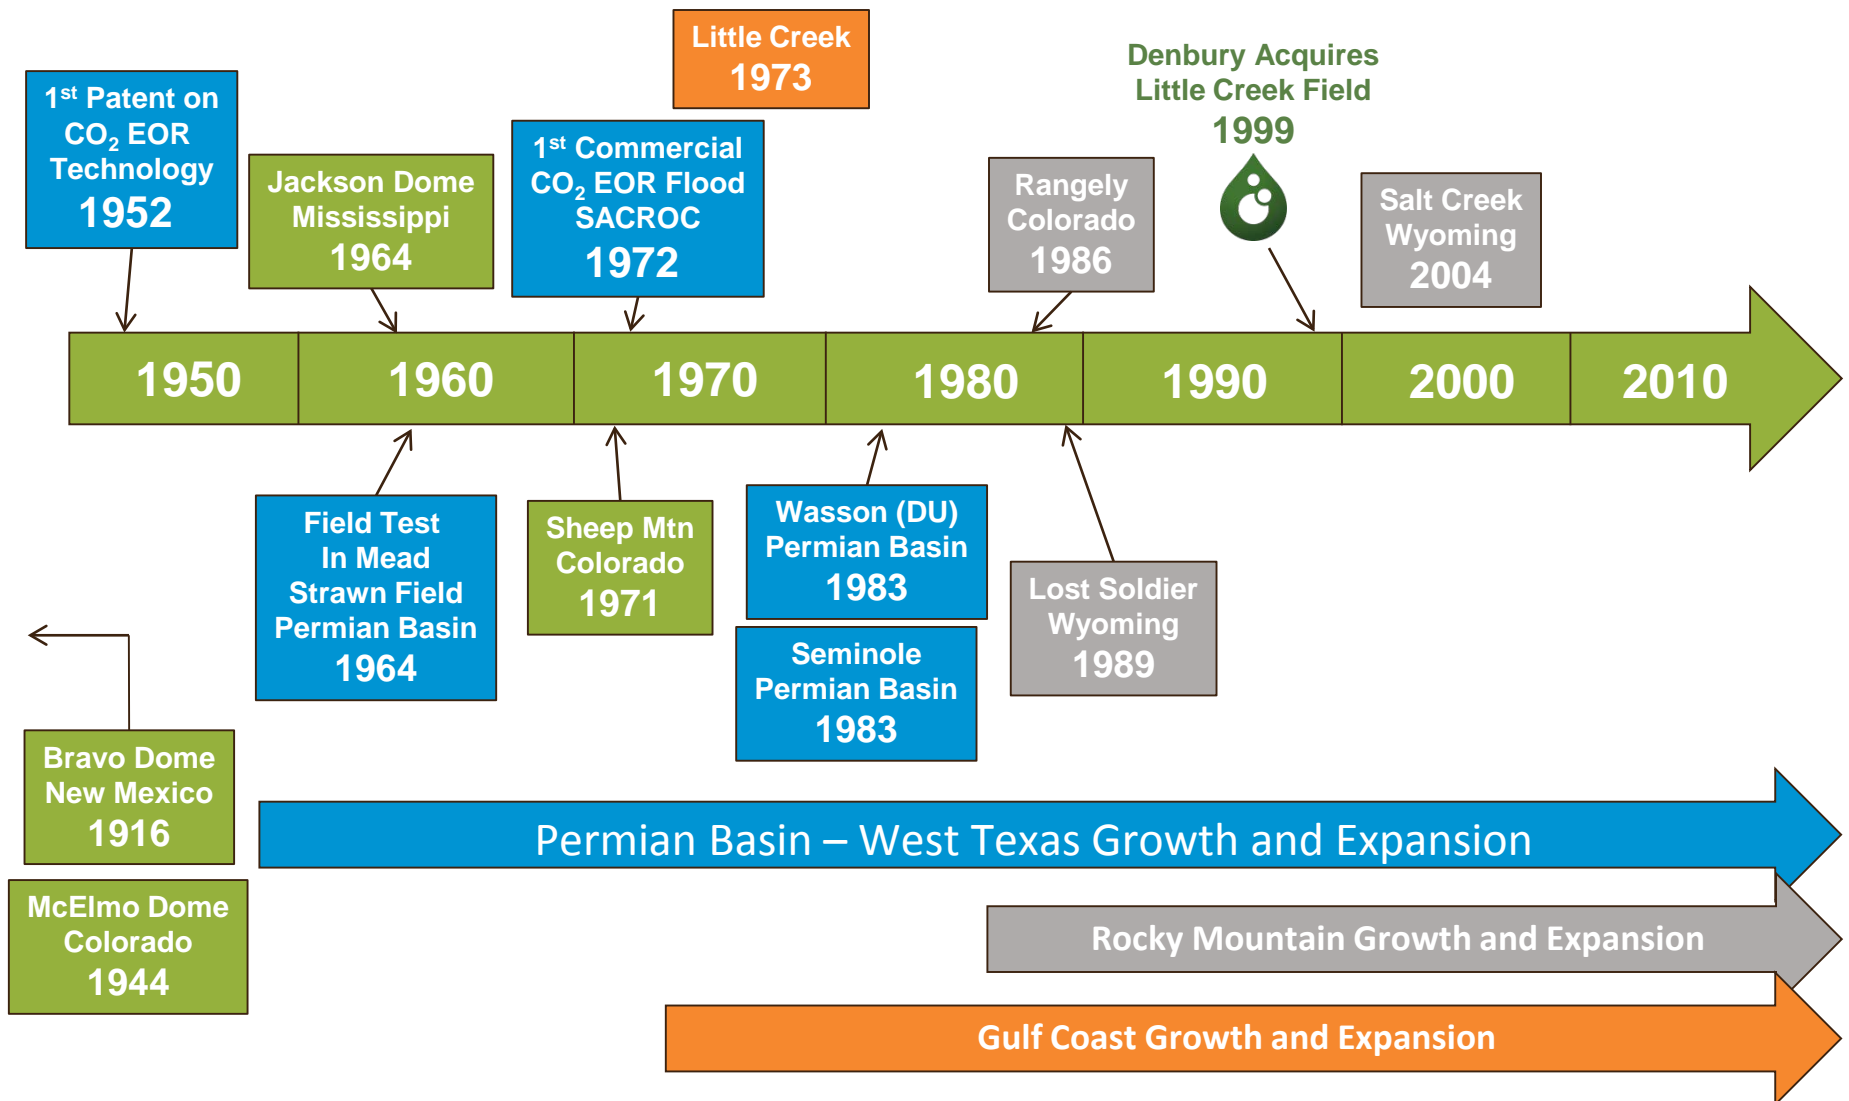 Little Creek
1973
Denbury Acquires
Little Creek Field
1999
1st Patent on
CO2 EOR
Technology
1952
Jackson Dome
Mississippi
1964
1st Commercial
CO2 EOR Flood
SACROC
1972
Rangely
Colorado
1986
Salt Creek
Wyoming
2004
1950 1960 1970 1980 1990 2000 2010
Field Test
In Mead
Strawn Field
Permian Basin
1964
Sheep Mtn
Colorado
1971
Wasson (DU)
Permian Basin
1983
Seminole
Permian Basin
1983
Lost Soldier
Wyoming
1989
Bravo Dome
New Mexico
1916
McElmo Dome
Colorado
1944
Permian Basin – West Texas Growth and Expansion
Rocky Mountain Growth and Expansion
Gulf Coast Growth and Expansion